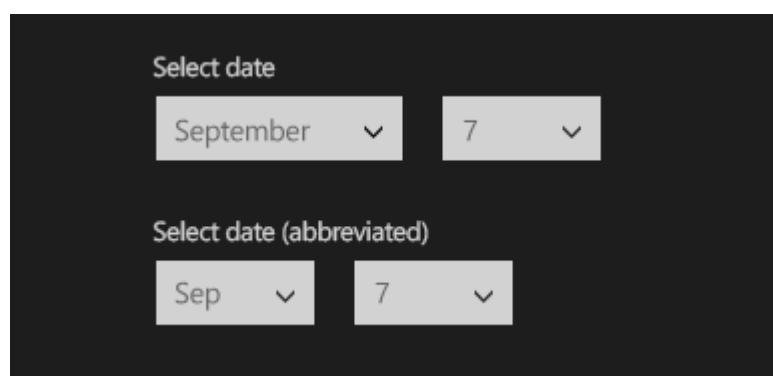 Select date
September 7
Select date (abbreviated)
Sep 7